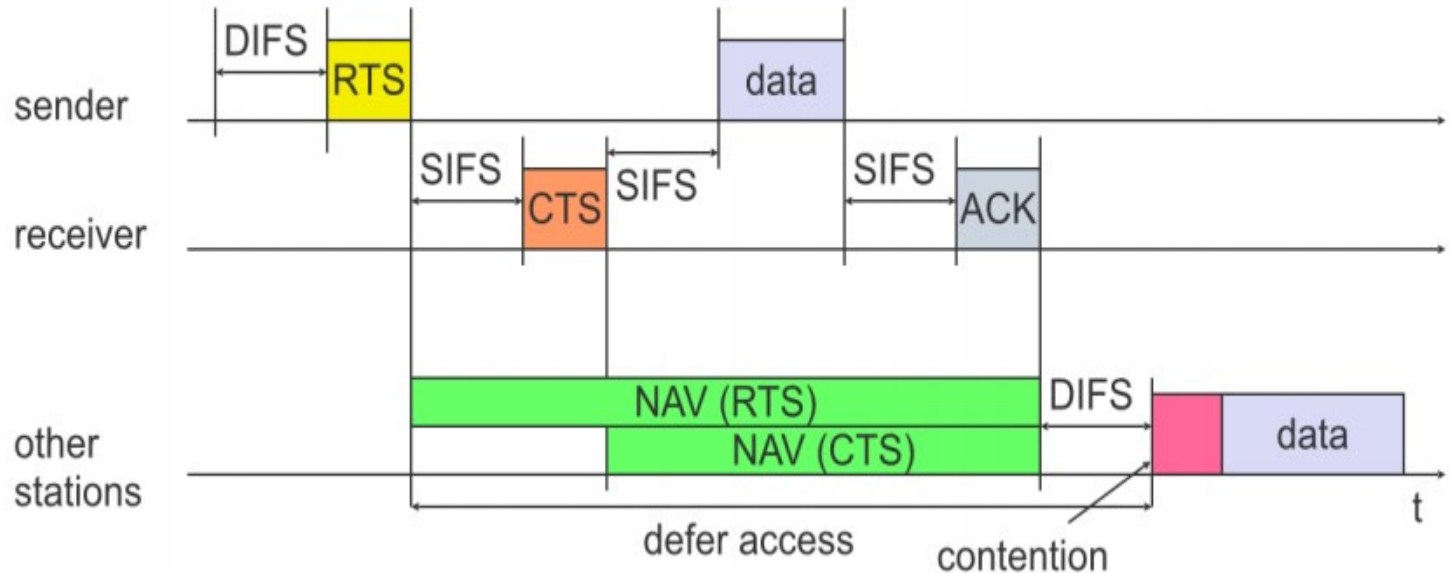 DIFS
RTS
data
sender
SIFS
CTS
SIFS
SIFS
ACK
receiver
NAV (RTS)
DIFS
NAV (CTS)
data
other
stations
t
defer access
contention